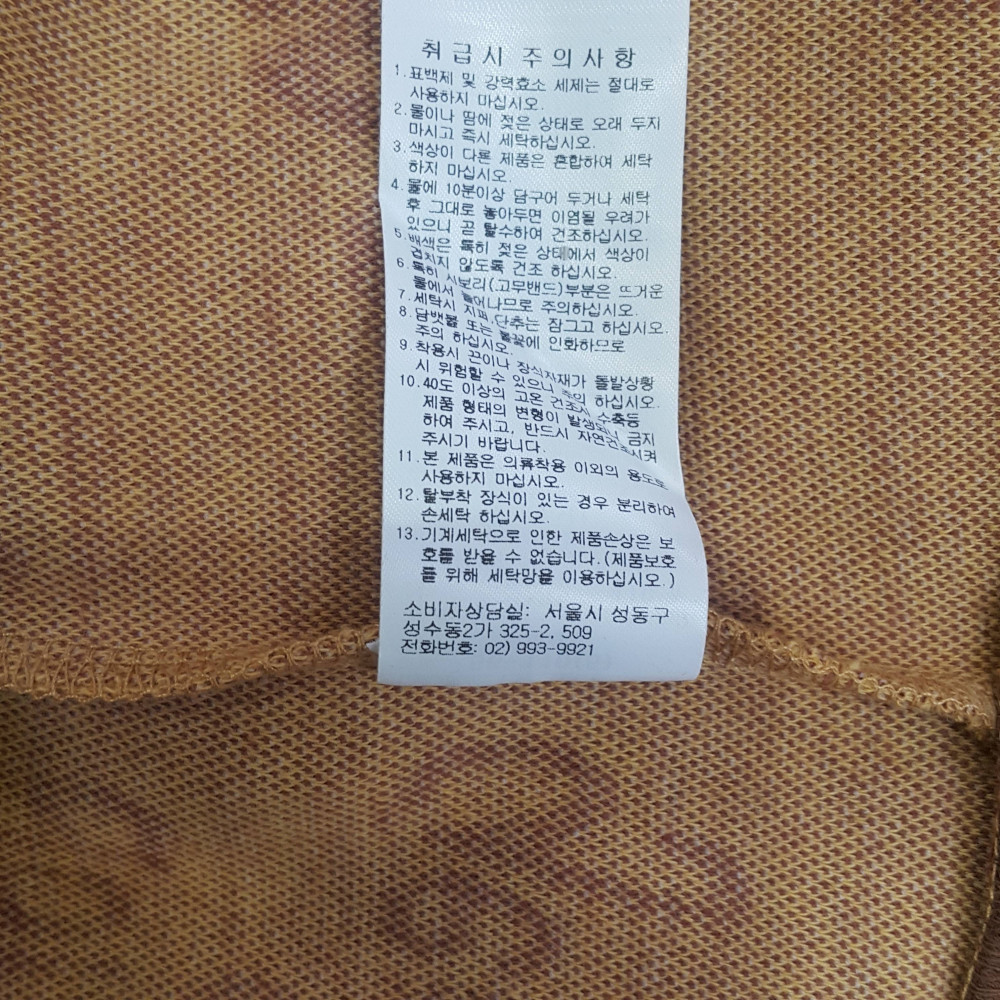 취급시 주의사항
1.표백제 및 강력효소 세제는 절대로
사용하지 마십시오.
2.물이나 땀에 젖은 상태로 오래 두지
마시고 즉시 세탁하십시오.
3.색상이 다른 제품은 혼합하여 세탁
하지 마십시오.
4.물에 10분이상 담구어 두거나 세탁
후 그대로 놓아두면 이염될 우려가
있으니 곧 탈수하여 건조하십시오.
5.백색은 특히 젖은 상태에서 색상이
겹치지 않도록 건조 하십시오.
6.특히 시보리(고무밴드)부분은 뜨거운
물에서 늘어나므로 주의하십시오.
7.세탁시 지퍼,단추는 잠그고 하십시오.
8.담뱃불 또는 불꽃에 인화하므로
주의 하십시오.
9.착용시 끈이나 장식자재가 돌발상황
시 위험할 수 있으니 주의 하십시오.
10.40도 이상의 고온 건조시 수축등
제품 형태의 변형이 발생 금지
하여 주시고, 반드시 자연건조시켜
주시기 바랍니다.
11.본 제품은 의류착용 이외의 용도로
사용하지 마십시오.
12.탈부착 장식이 있는 경우 분리하여
손세탁 하십시오.
13.기계세탁으로 인한 제품손상은 보
호를 받을 수 없습니다.(제품보호
를 위해 세탁망을 이용하십시오.)
소비자상담실: 서울시 성동구
성수동2가 325-2, 509
전화번호: 02) 993-9921